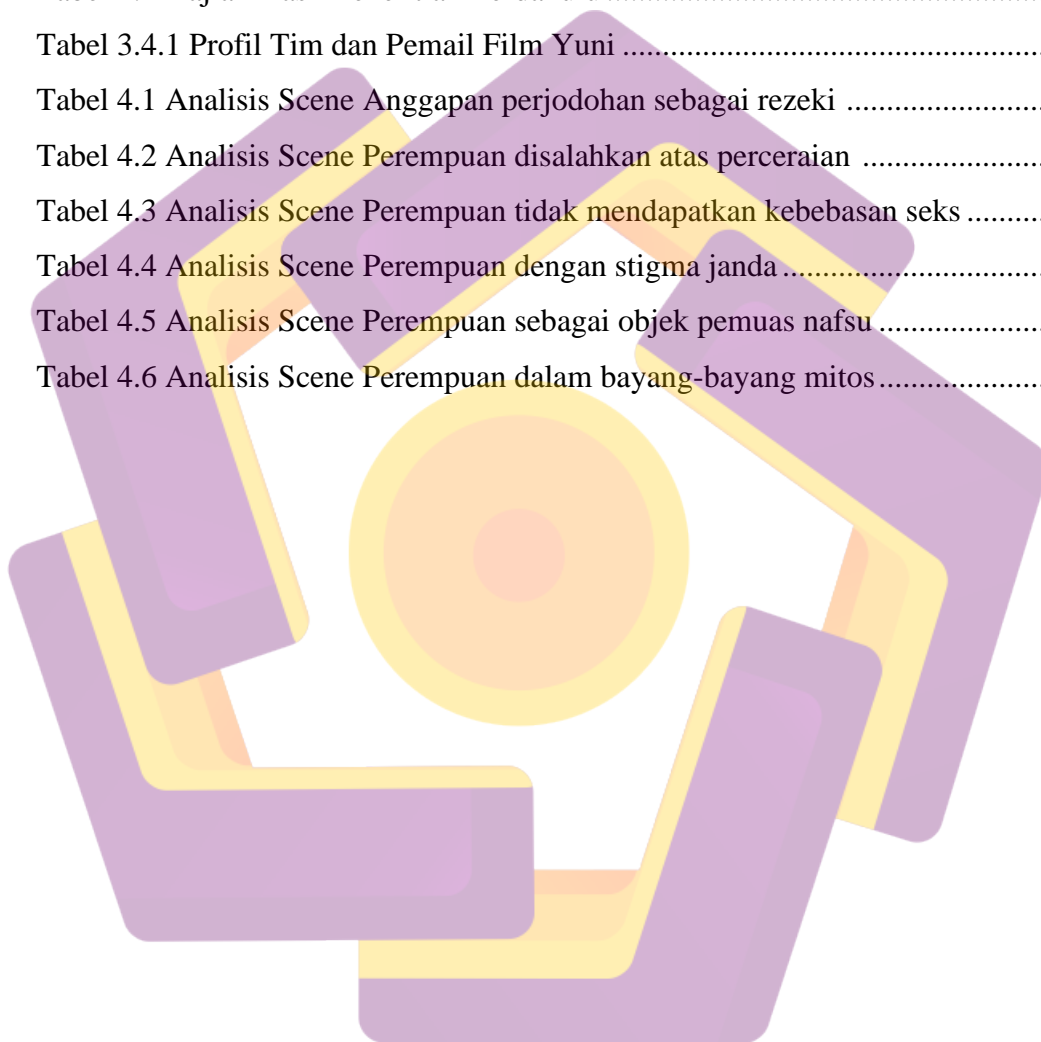 Tabel 3.4.1 Profil Tim dan Pemail Film Yuni ..........................................................
Tabel 4.1 Analisis Scene Anggapan perjodohan sebagai rezeki ...........................
Tabel 4.2 Analisis Scene Perempuan disalahkan atas perceraian .........................
Tabel 4.3 Analisis Scene Perempuan tidak mendapatkan kebebasan seks ...........
Tabel 4.4 Analisis Scene Perempuan dengan stigma janda ...................................
Tabel 4.5 Analisis Scene Perempuan sebagai objek pemuas nafsu ......................
Tabel 4.6 Analisis Scene Perempuan dalam bayang-bayang mitos ......................